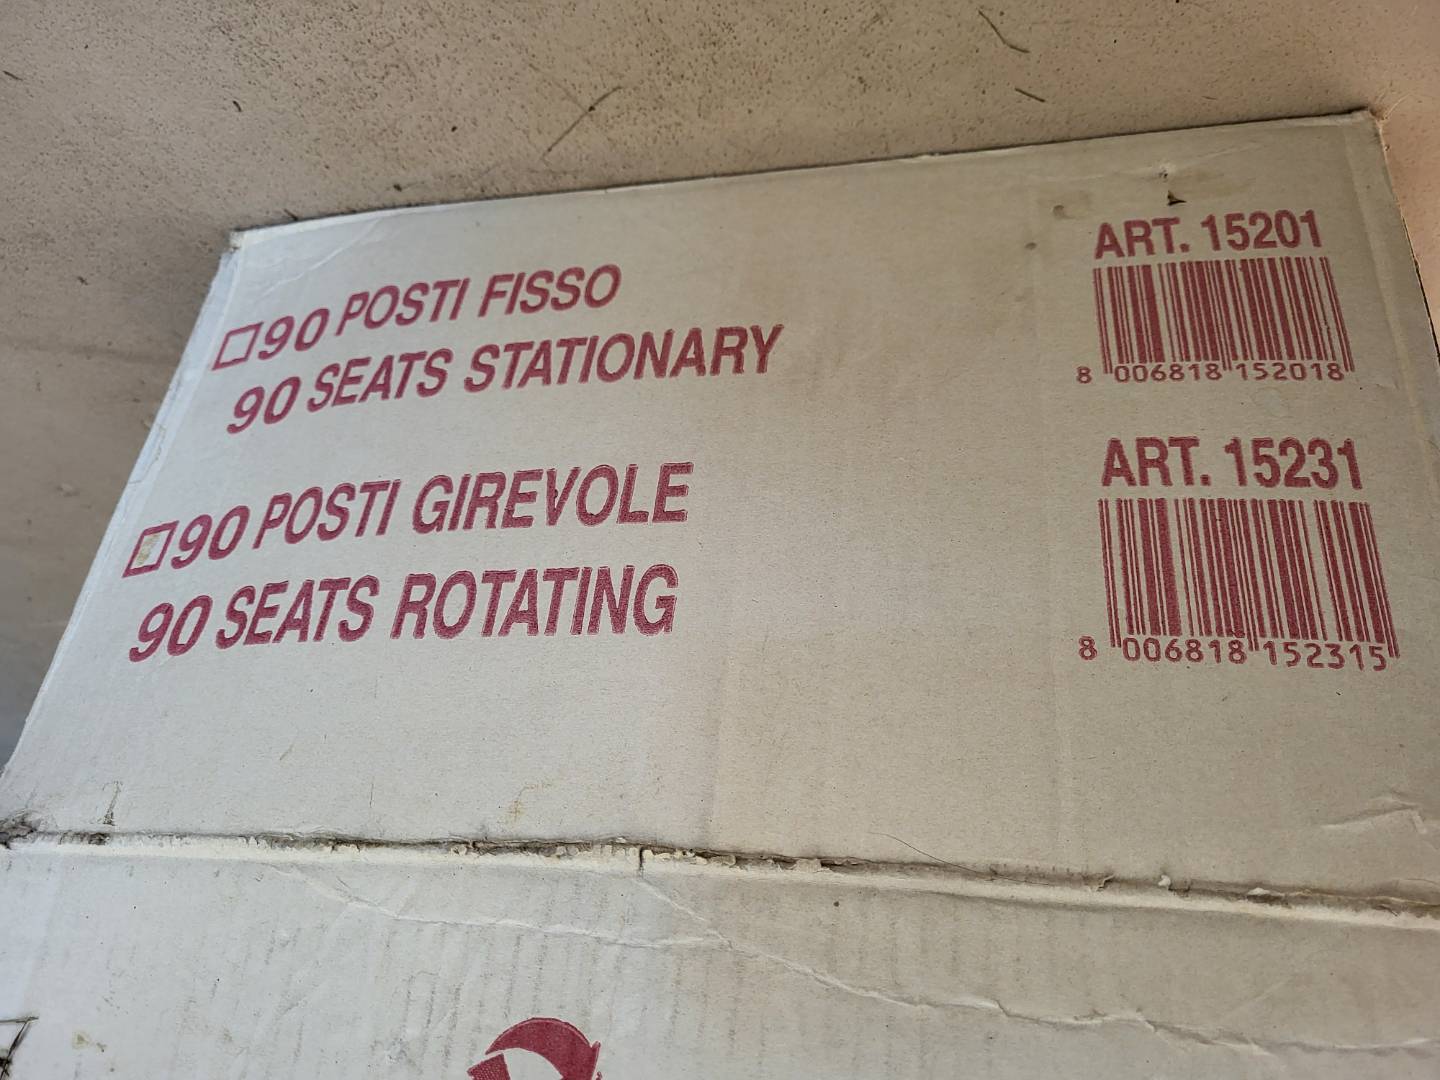 90 POSTI FISSO
90 SEATS STATIONARY
ART. 15201
8 006818 152018
90 POSTI GIREVOLE
90 SEATS ROTATING
ART. 15231
8 006818 152315